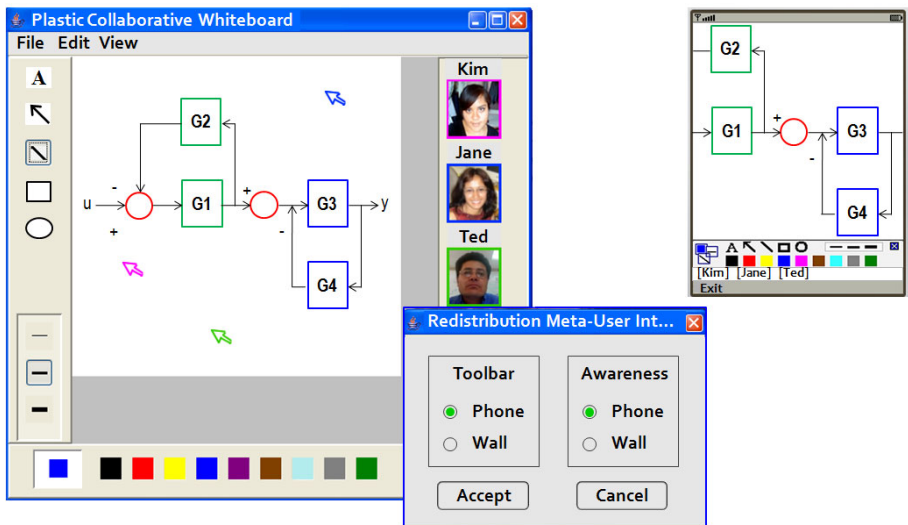 Plastic Collaborative Whiteboard
File Edit View
A
Kim
Jane
Ted
G2
-
u
+
G1
+
-
G3
y
G4
Redistribution Meta-User Int...
Toolbar
Phone
Wall
Awareness
Phone
Wall
Accept
Cancel
G2
G1
+
-
G3
G4
A
[Kim] [Jane] [Ted]
Exit